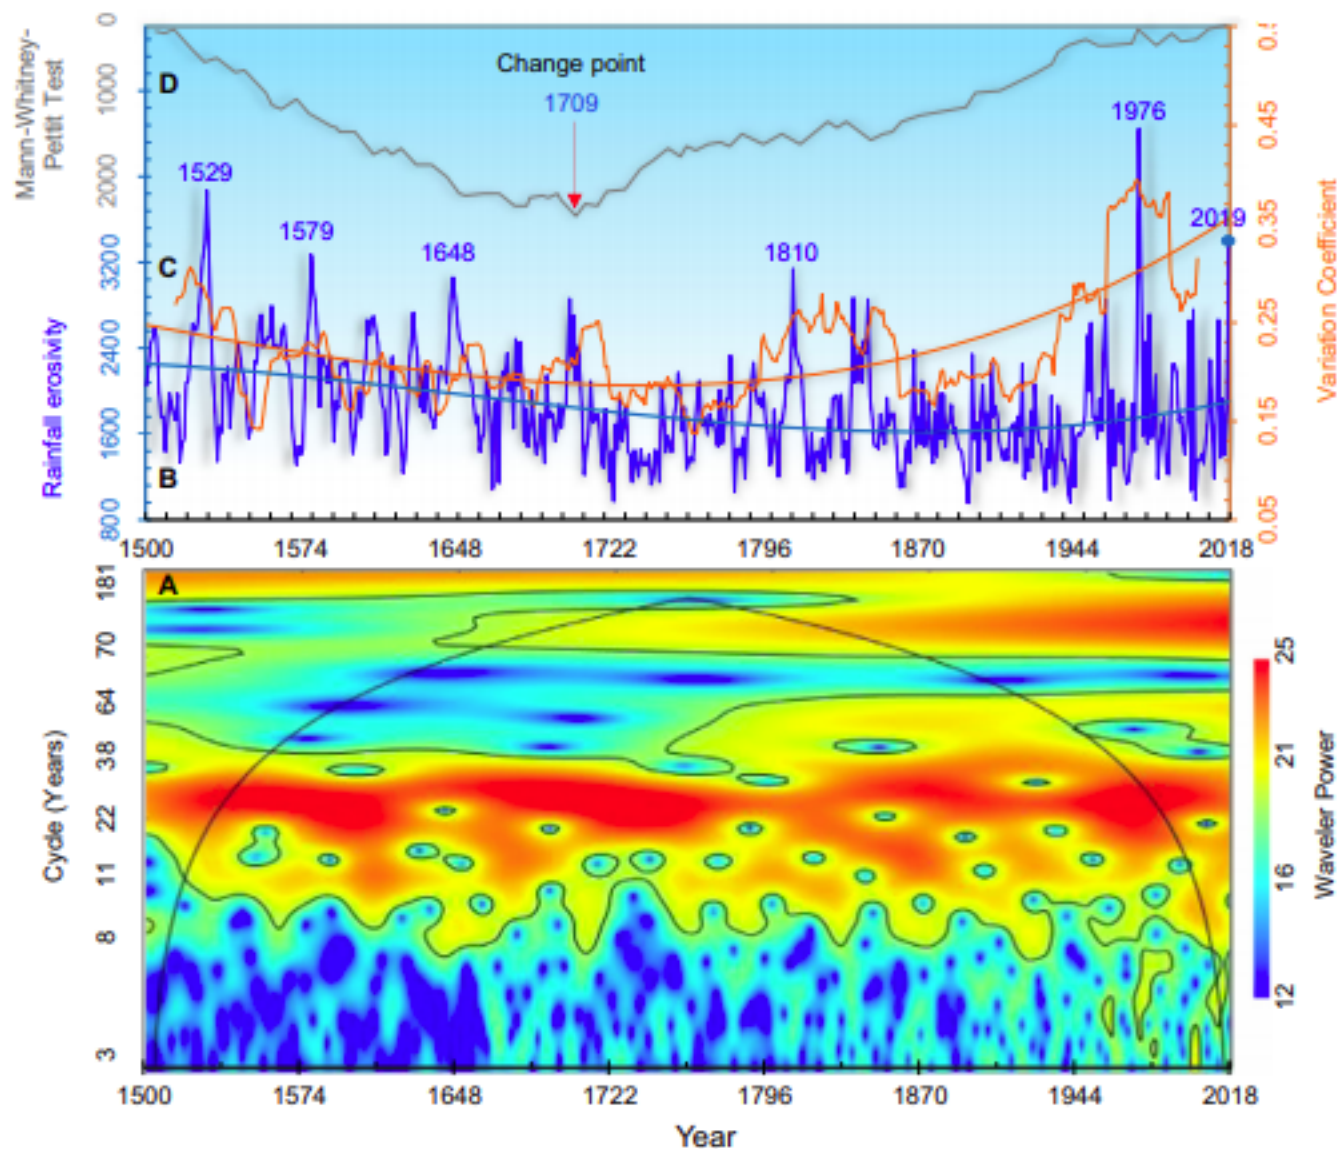 Mann-Whitney-
Pettit Test
0
1000
2000
3200
2400
1600
800
Rainfall erosivity
D
C
B
Change point
1709
1529
1579
1648
1810
1976
2019
0.45
0.35
0.25
0.15
0.05
Variation Coefficient
1500 1574 1648 1722 1796 1870 1944 2018
A
181
70
64
38
22
11
8
3
Cycle (Years)
1500 1574 1648 1722 1796 1870 1944 2018
Year
25
21
16
12
Waveler Power